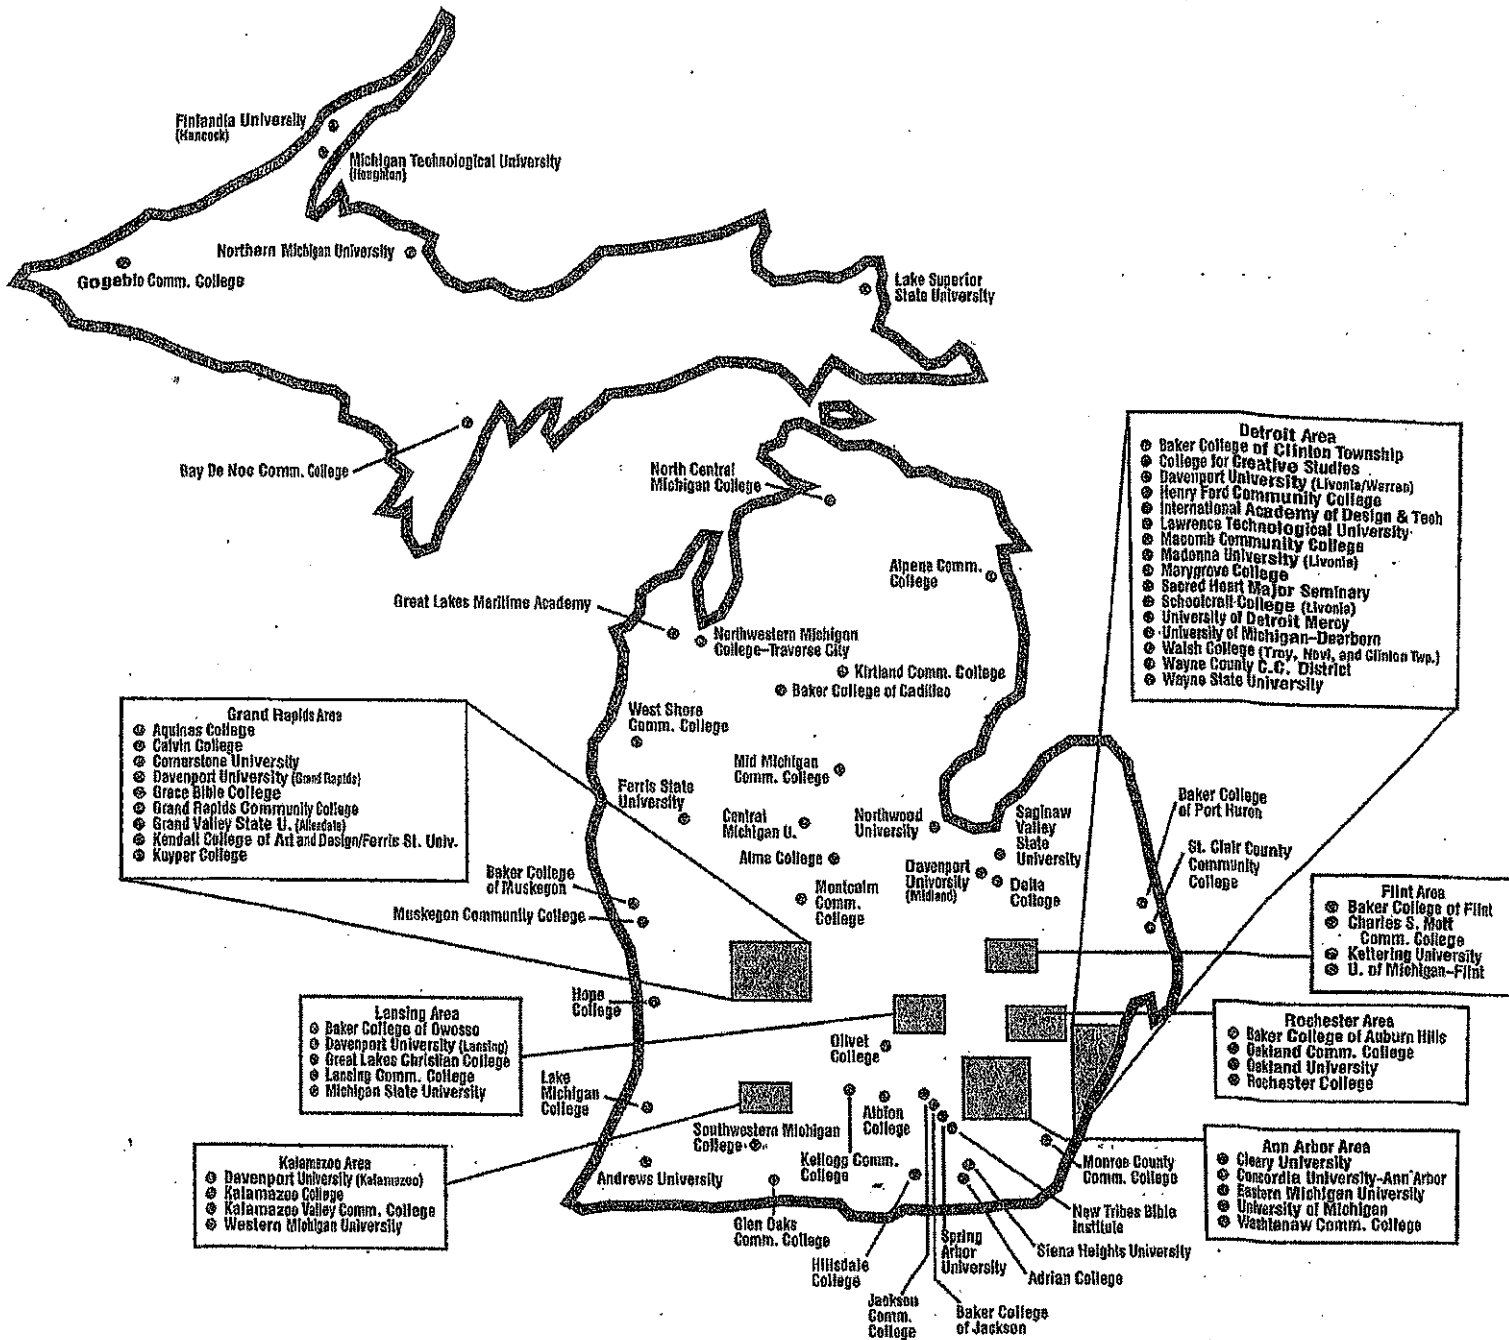 Finlandia University
(Hancock)
Michigan Technological University
(Houghton)
Northern Michigan University
Gogebic Comm. College
Lake Superior
State University
Bay De Noc Comm. College
North Central
Michigan College
Alpena Comm.
College
Great Lakes Maritime Academy
Northwestern Michigan
College–Traverse City
Kirtland Comm. College
Baker College of Cadillac
West Shore
Comm. College
Mid Michigan
Comm. College
Ferris State
University
Central
Michigan U.
Northwood
University
Saginaw
Valley
State
University
Alma College
Davenport
University
(Midland)
Delta
College
Montcalm
Comm.
College
Baker College
of Port Huron
St. Clair County
Community
College
Baker College
of Muskegon
Muskegon Community College
Hope
College
Olivet
College
Lake
Michigan
College
Albion
College
Southwestern Michigan
College
Kellogg Comm.
College
Andrews University
Glen Oaks
Comm. College
Hillsdale
College
Jackson
Comm.
College
Spring
Arbor
University
Baker College
of Jackson
Adrian College
Siena Heights University
New Tribes Bible
Institute
Monroe County
Comm. College
Detroit Area
Baker College of Clinton Township
College for Creative Studies
Davenport University (Livonia/Warren)
Henry Ford Community College
International Academy of Design & Tech
Lawrence Technological University
Macomb Community College
Madonna University (Livonia)
Marygrove College
Sacred Heart Major Seminary
Schoolcraft College (Livonia)
University of Detroit Mercy
University of Michigan–Dearborn
Walsh College (Troy, Novi, and Clinton Twp.)
Wayne County C.C. District
Wayne State University
Grand Rapids Area
Aquinas College
Calvin College
Cornerstone University
Davenport University (Grand Rapids)
Grace Bible College
Grand Rapids Community College
Grand Valley State U. (Allendale)
Kendall College of Art and Design/Ferris St. Univ.
Kuyper College
Flint Area
Baker College of Flint
Charles S. Mott
Comm. College
Kettering University
U. of Michigan–Flint
Lansing Area
Baker College of Owosso
Davenport University (Lansing)
Great Lakes Christian College
Lansing Comm. College
Michigan State University
Rochester Area
Baker College of Auburn Hills
Oakland Comm. College
Oakland University
Rochester College
Kalamazoo Area
Davenport University (Kalamazoo)
Kalamazoo College
Kalamazoo Valley Comm. College
Western Michigan University
Ann Arbor Area
Cleary University
Concordia University–Ann Arbor
Eastern Michigan University
University of Michigan
Washtenaw Comm. College